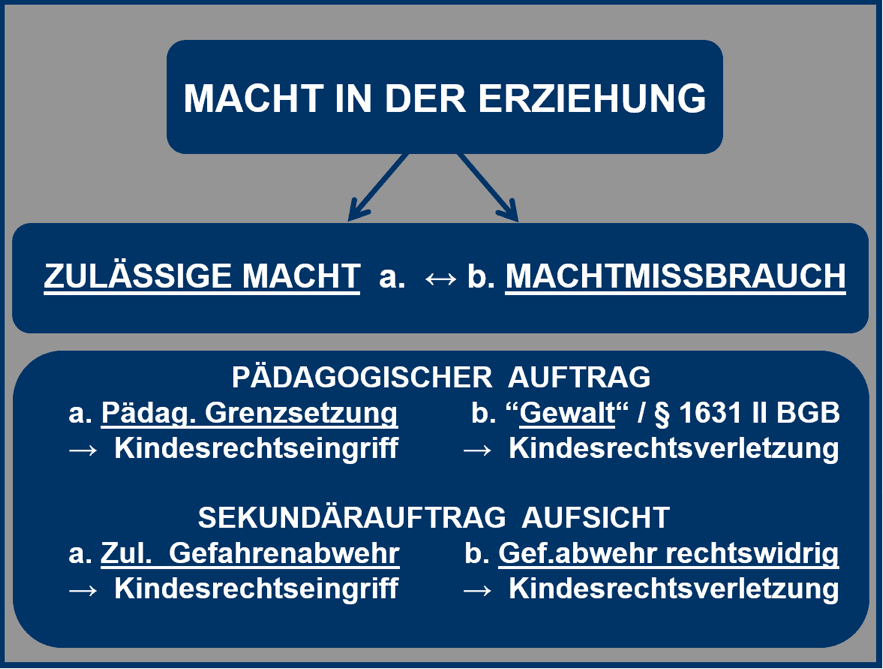 MACHT IN DER ERZIEHUNG
ZULÄSSIGE MACHT a. ↔ b. MACHTMISSBRAUCH
PÄDAGOGISCHER AUFTRAG
a. Pädag. Grenzsetzung b. “Gewalt“ / § 1631 II BGB
→ Kindesrechtseingriff → Kindesrechtsverletzung
SEKUNDÄRAUFTRAG AUFSICHT
a. Zul. Gefahrenabwehr b. Gef.abwehr rechtswidrig
→ Kindesrechtseingriff → Kindesrechtsverletzung